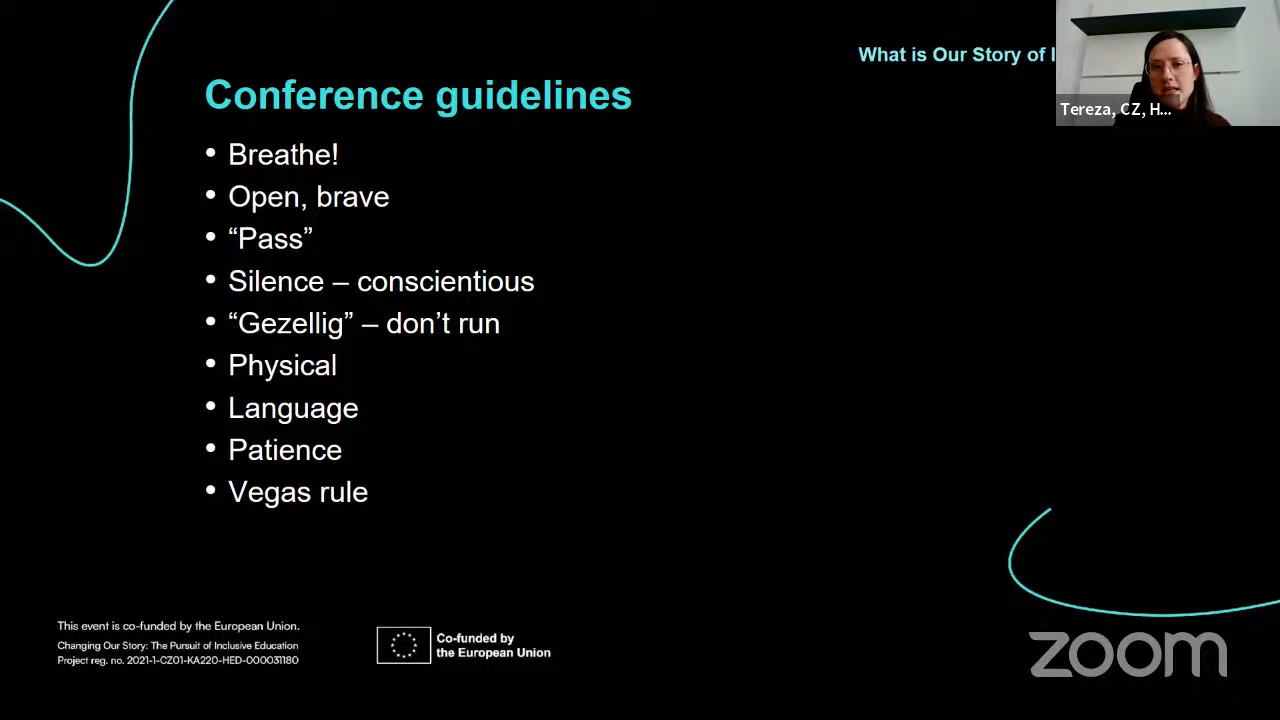 What is Our Story of I
Tereza, CZ, H...
Conference guidelines
• Breathe!
• Open, brave
• “Pass”
• Silence – conscientious
• “Gezellig” – don’t run
• Physical
• Language
• Patience
• Vegas rule
This event is co-funded by the European Union.
Changing Our Story: The Pursuit of Inclusive Education
Project reg. no. 2021-1-CZ01-KA220-HED-000031180
Co-funded by
the European Union
zoom